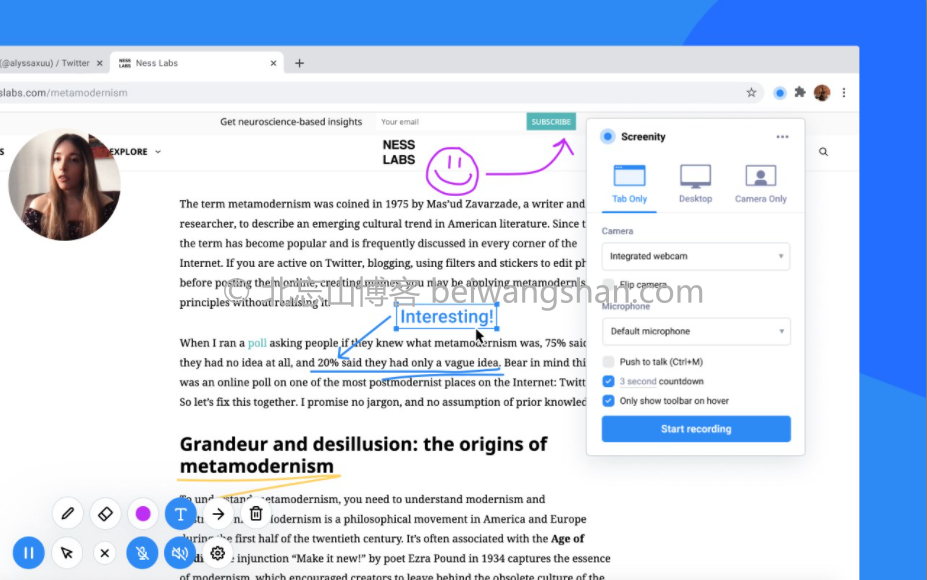 (@alyssaxuu) / Twitter
NESS LABS Ness Labs
slabs.com/metamodernism
Get neuroscience-based insights
Your email
SUBSCRIBE
S
EXPLORE
NESS
LABS
The term metamodernism was coined in 1975 by Mas'ud Zavarzade, a writer and
researcher, to describe an emerging cultural trend in American literature. Since t
the term has become popular and is frequently discussed in every corner of the
Internet. If you are active on Twitter, blogging, using filters and stickers to edit ph
before posting them online, creating memes, you may be applying metamodernis
principles without realising it.
© 北忘山博客 beiwangshan.com
Interesting!
When I ran a poll asking people if they knew what metamodernism was, 75% said
they had no idea at all, and 20% said they had only a vague idea. Bear in mind thi
was an online poll on one of the most postmodernist places on the Internet: Twitt
So let's fix this together. I promise no jargon, and no assumption of prior knowled
Grandeur and desillusion: the origins of
metamodernism
To understand metamodernism, you need to understand modernism and
odernism is a philosophical movement in America and Europe
during the first half of the twentieth century. It's often associated with the Age of
e injunction "Make it new!" by poet Ezra Pound in 1934 captures the essence
of modernism, which encouraged creators to leave behind the obsolete culture of the
T
Screenity
Tab Only
Desktop
Camera Only
Camera
Integrated webcam
Flip camera
Microphone
Default microphone
Push to talk (Ctrl+M)
3 second countdown
Only show toolbar on hover
Start recording